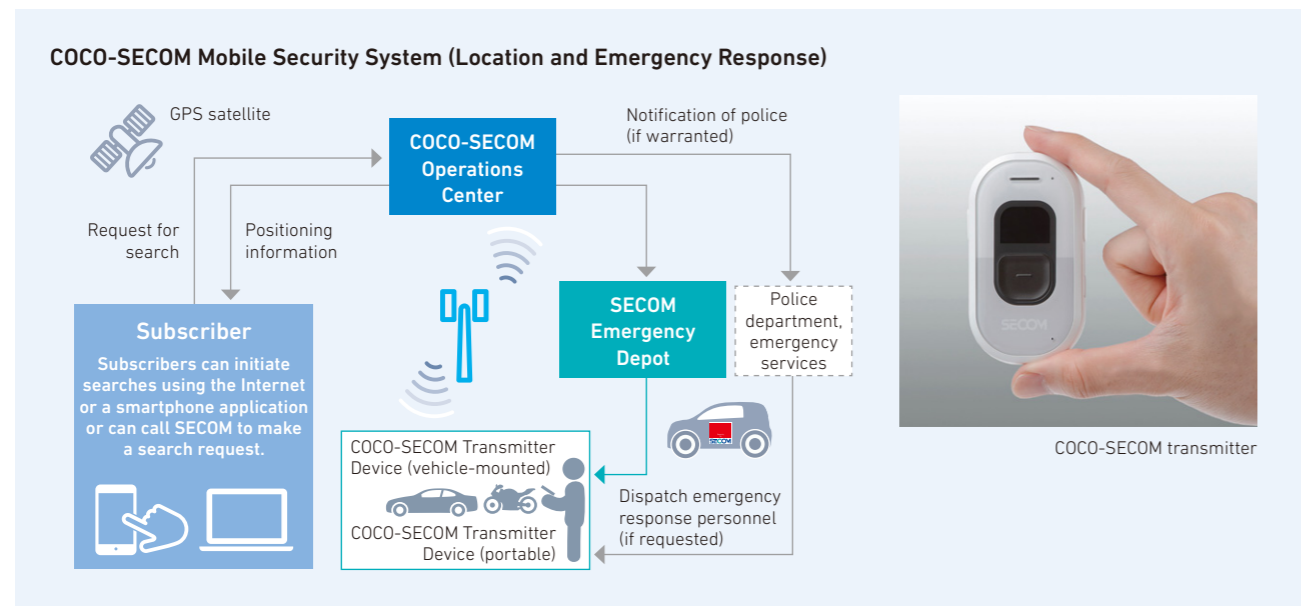 COCO-SECOM Mobile Security System (Location and Emergency Response)
GPS satellite
COCO-SECOM
Operations
Center
Notification of police
(if warranted)
Request for
search
Positioning
information
Subscriber
Subscribers can initiate
searches using the Internet
or a smartphone application
or can call SECOM to make
a search request.
SECOM
Emergency
Depot
Police
department,
emergency
services
SECOM
COCO-SECOM Transmitter
Device (vehicle-mounted)
COCO-SECOM Transmitter
Device (portable)
Dispatch emergency
response personnel
(if requested)
SECOM
COCO-SECOM transmitter